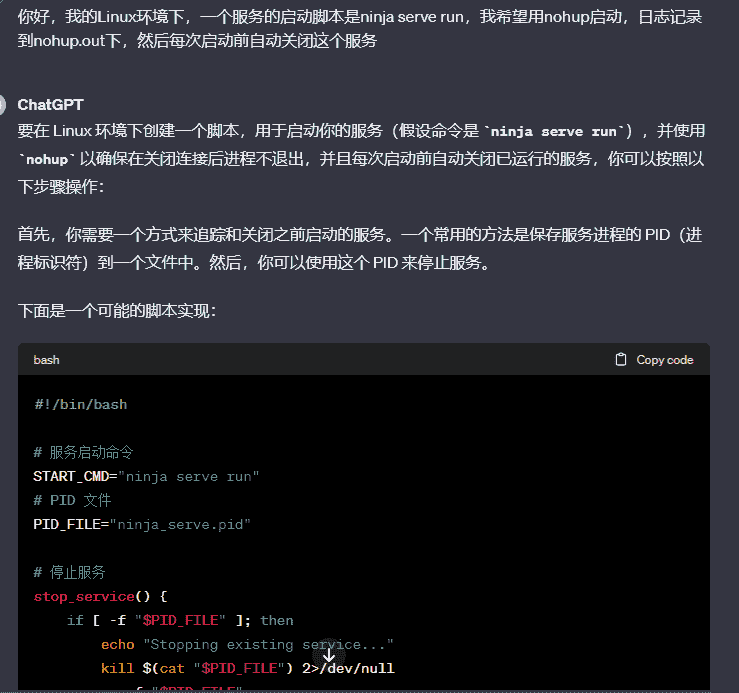 你好，我的Linux环境下，一个服务的启动脚本是ninja serve run，我希望用nohup启动，日志记录
到nohup.out下，然后每次启动前自动关闭这个服务
ChatGPT
要在 Linux 环境下创建一个脚本，用于启动你的服务（假设命令是 `ninja serve run`），并使用
`nohup` 以确保在关闭连接后进程不退出，并且每次启动前自动关闭已运行的服务，你可以按照以
下步骤操作：
首先，你需要一个方式来追踪和关闭之前启动的服务。一个常用的方法是保存服务进程的 PID（进
程标识符）到一个文件中。然后，你可以使用这个 PID 来停止服务。
下面是一个可能的脚本实现：
bash Copy code
#!/bin/bash
# 服务启动命令
START_CMD="ninja serve run"
# PID 文件
PID_FILE="ninja_serve.pid"
# 停止服务
stop_service() {
if [ -f "$PID_FILE" ]; then
echo "Stopping existing service..."
kill $(cat "$PID_FILE") 2>/dev/null
"$PID_FILE"